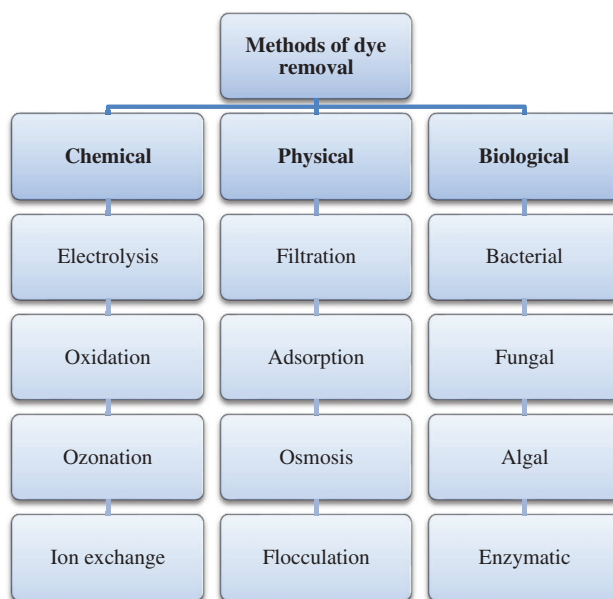 Methods of dye
removal
Chemical
Physical
Biological
Electrolysis
Filtration
Bacterial
Oxidation
Adsorption
Fungal
Ozonation
Osmosis
Algal
Ion exchange
Flocculation
Enzymatic